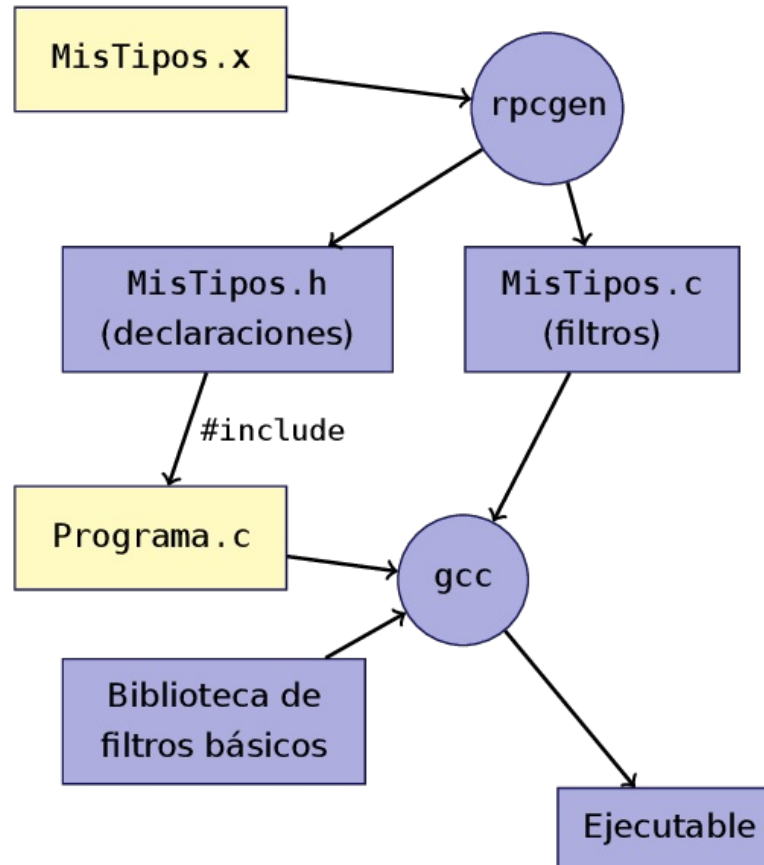 MisTipos.x
rpcgen
MisTipos.h
(declaraciones)
MisTipos.c
(filtros)
#include
Programa.c
gcc
Biblioteca de
filtros básicos
Ejecutable